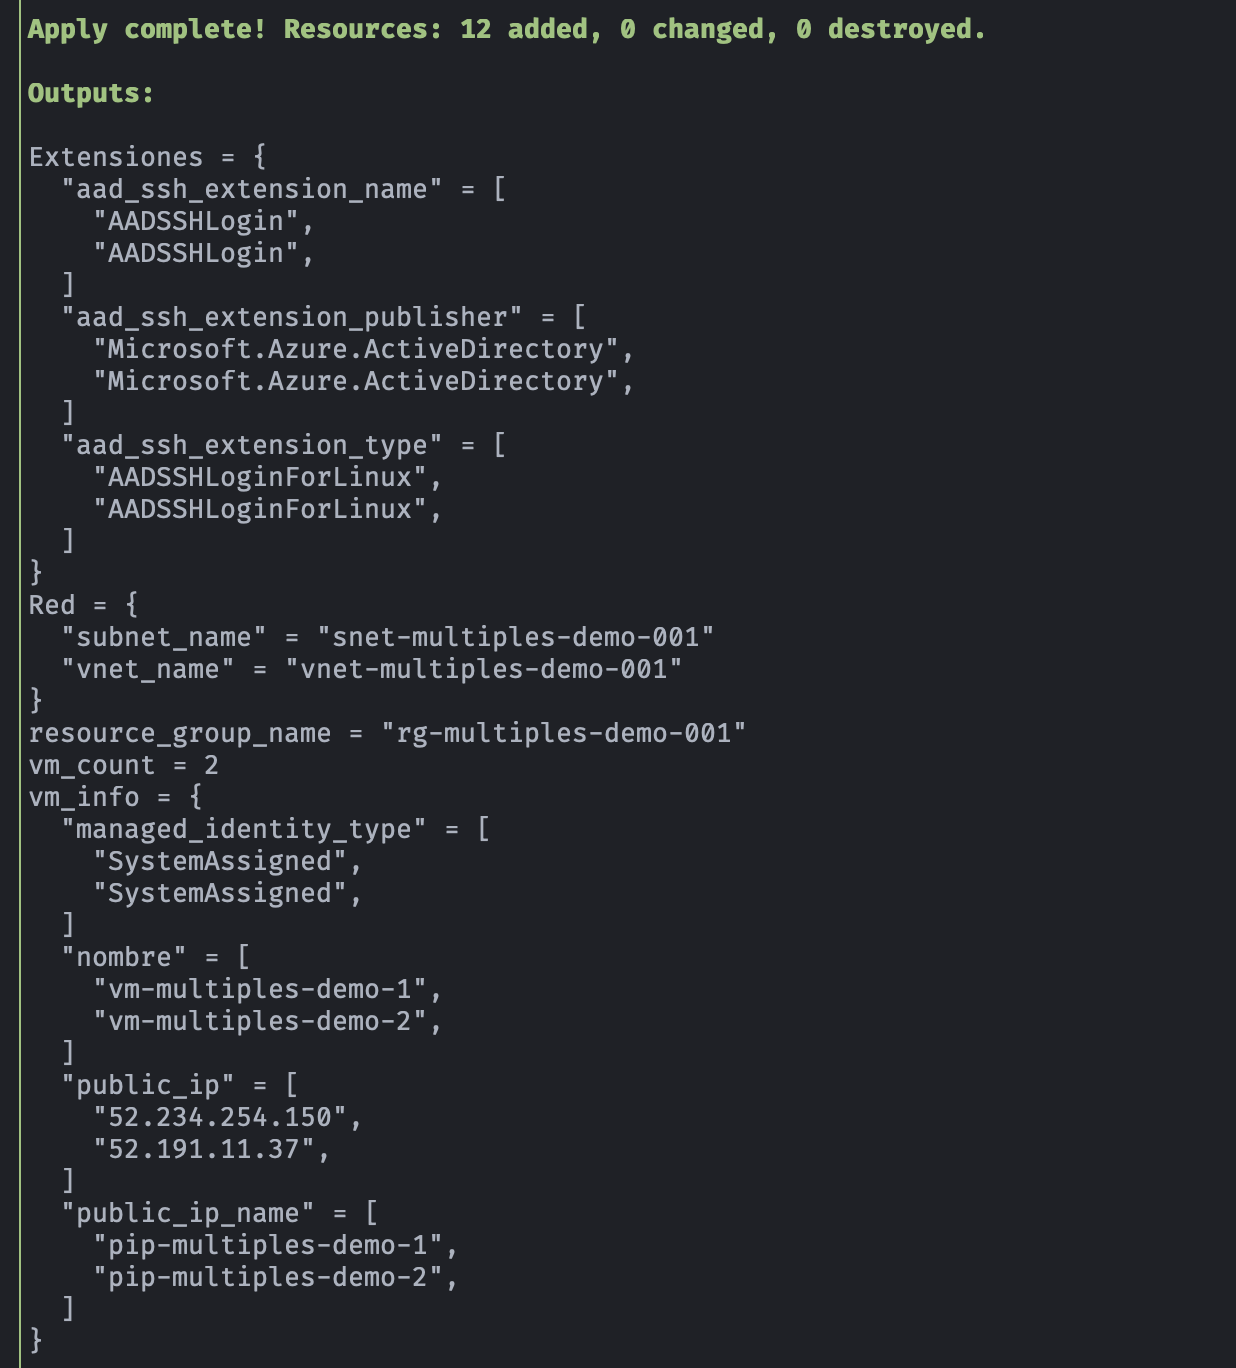 Apply complete! Resources: 12 added, 0 changed, 0 destroyed.

Outputs:

Extensiones = {
  "aad_ssh_extension_name" = [
    "AADSSHLogin",
    "AADSSHLogin",
  ]
  "aad_ssh_extension_publisher" = [
    "Microsoft.Azure.ActiveDirectory",
    "Microsoft.Azure.ActiveDirectory",
  ]
  "aad_ssh_extension_type" = [
    "AADSSHLoginForLinux",
    "AADSSHLoginForLinux",
  ]
}
Red = {
  "subnet_name" = "snet-multiples-demo-001"
  "vnet_name" = "vnet-multiples-demo-001"
}
resource_group_name = "rg-multiples-demo-001"
vm_count = 2
vm_info = {
  "managed_identity_type" = [
    "SystemAssigned",
    "SystemAssigned",
  ]
  "nombre" = [
    "vm-multiples-demo-1",
    "vm-multiples-demo-2",
  ]
  "public_ip" = [
    "52.234.254.150",
    "52.191.11.37",
  ]
  "public_ip_name" = [
    "pip-multiples-demo-1",
    "pip-multiples-demo-2",
  ]
}